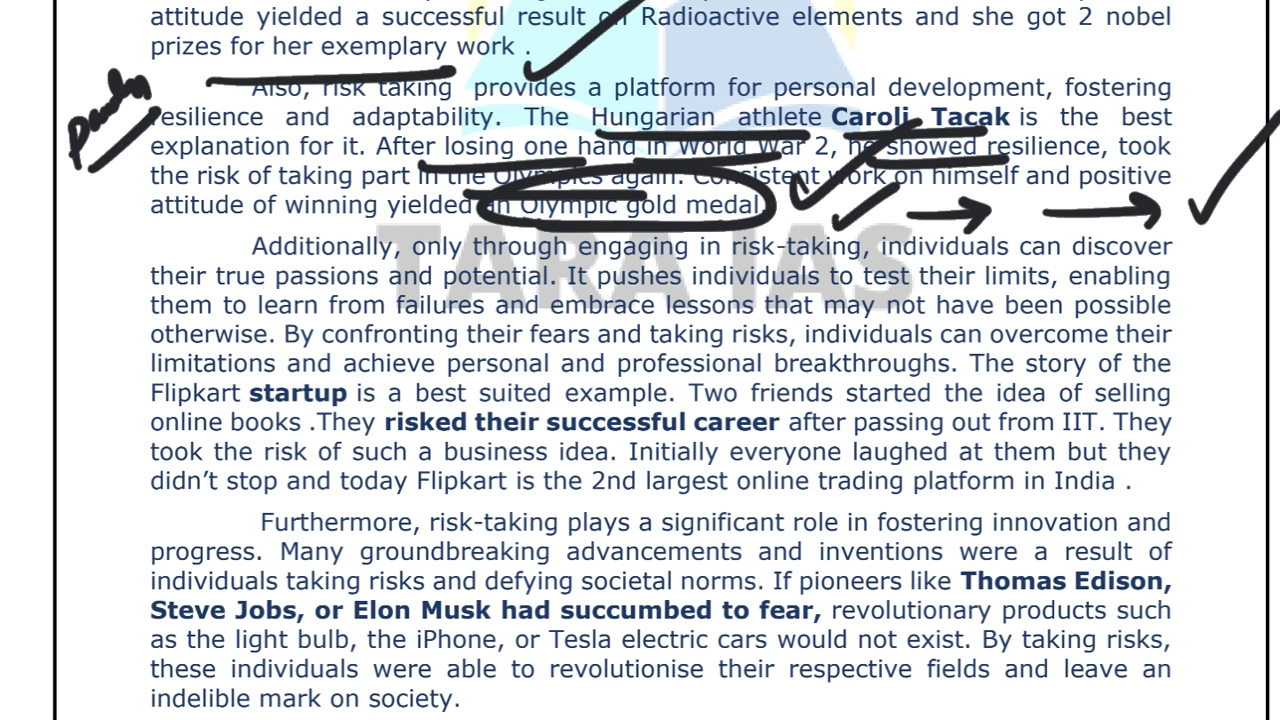 attitude yielded a successful result on Radioactive elements and she got 2 nobel
prizes for her exemplary work .
Also, risk taking provides a platform for personal development, fostering
resilience and adaptability. The Hungarian athlete Caroli Tacak is the best
explanation for it. After losing one hand in World War 2, he showed resilience, took
the risk of taking part in the Olympics again. Consistent work on himself and positive
attitude of winning yielded an Olympic gold medal.
TARA IAS
Additionally, only through engaging in risk-taking, individuals can discover
their true passions and potential. It pushes individuals to test their limits, enabling
them to learn from failures and embrace lessons that may not have been possible
otherwise. By confronting their fears and taking risks, individuals can overcome their
limitations and achieve personal and professional breakthroughs. The story of the
Flipkart startup is a best suited example. Two friends started the idea of selling
online books .They risked their successful career after passing out from IIT. They
took the risk of such a business idea. Initially everyone laughed at them but they
didn’t stop and today Flipkart is the 2nd largest online trading platform in India .
Furthermore, risk-taking plays a significant role in fostering innovation and
progress. Many groundbreaking advancements and inventions were a result of
individuals taking risks and defying societal norms. If pioneers like Thomas Edison,
Steve Jobs, or Elon Musk had succumbed to fear, revolutionary products such
as the light bulb, the iPhone, or Tesla electric cars would not exist. By taking risks,
these individuals were able to revolutionise their respective fields and leave an
indelible mark on society.